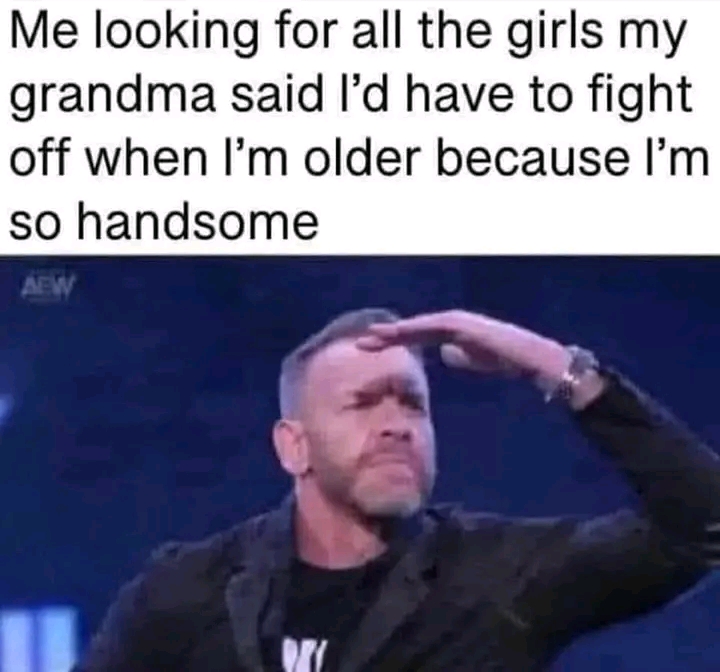 Me looking for all the girls my
grandma said I’d have to fight
off when I’m older because I’m
so handsome
AEW